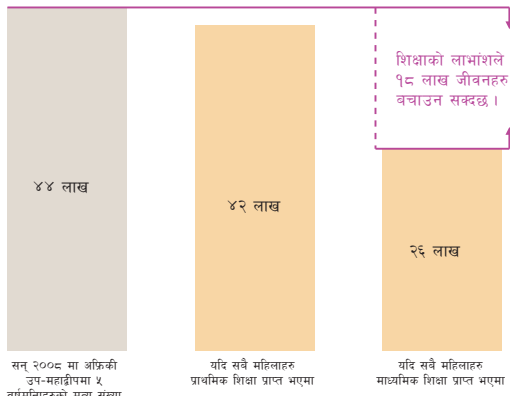 शिक्षाको लाभांशले
१८ लाख जीवनहरु
बचाउन सक्दछ ।
४४ लाख
४२ लाख
२६ लाख
सन् २००८ मा अफ्रिकी
उप-महाद्वीपमा ५
यदि सबै महिलाहरु
प्राथमिक शिक्षा प्राप्त भएमा
यदि सबै महिलाहरु
माध्यमिक शिक्षा प्राप्त भएमा